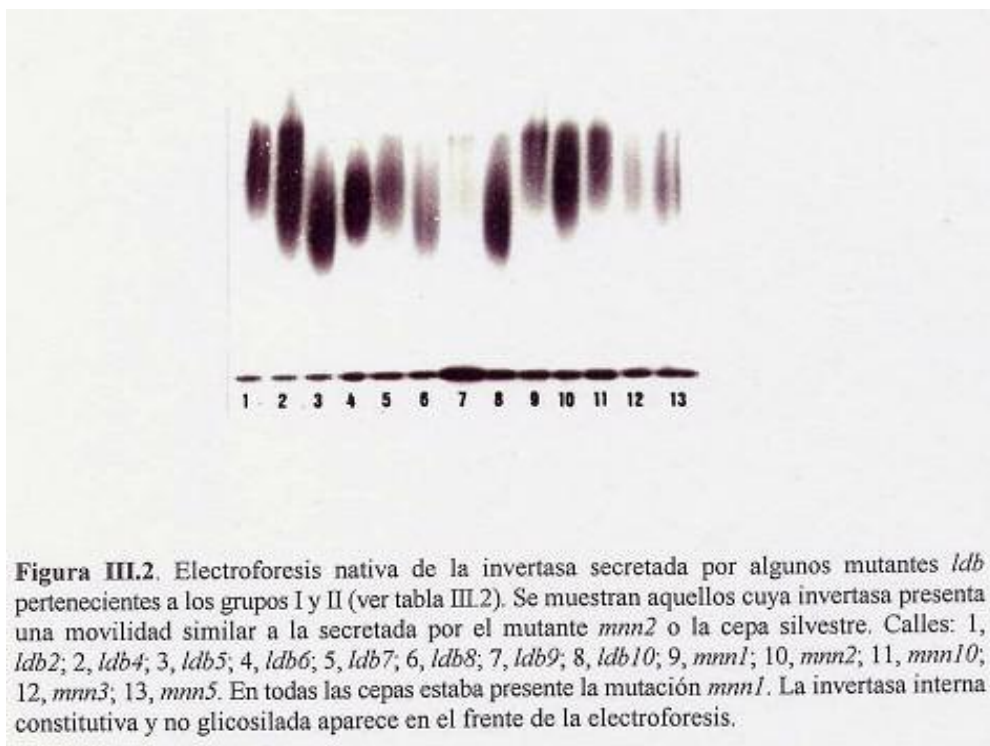 1 2 3 4 5 6 7 8 9 10 11 12 13
Figura III.2. Electroforesis nativa de la invertasa secretada por algunos mutantes ldb
pertenecientes a los grupos I y II (ver tabla III.2). Se muestran aquellos cuya invertasa presenta
una movilidad similar a la secretada por el mutante mnn2 o la cepa silvestre. Calles: 1,
ldb2; 2, ldb4; 3, ldb5; 4, ldb6; 5, ldb7; 6, ldb8; 7, ldb9; 8, ldb10; 9, mnn1; 10, mnn2; 11, mnn10;
12, mnn3; 13, mnn5. En todas las cepas estaba presente la mutación mnn1. La invertasa interna
constitutiva y no glicosilada aparece en el frente de la electroforesis.